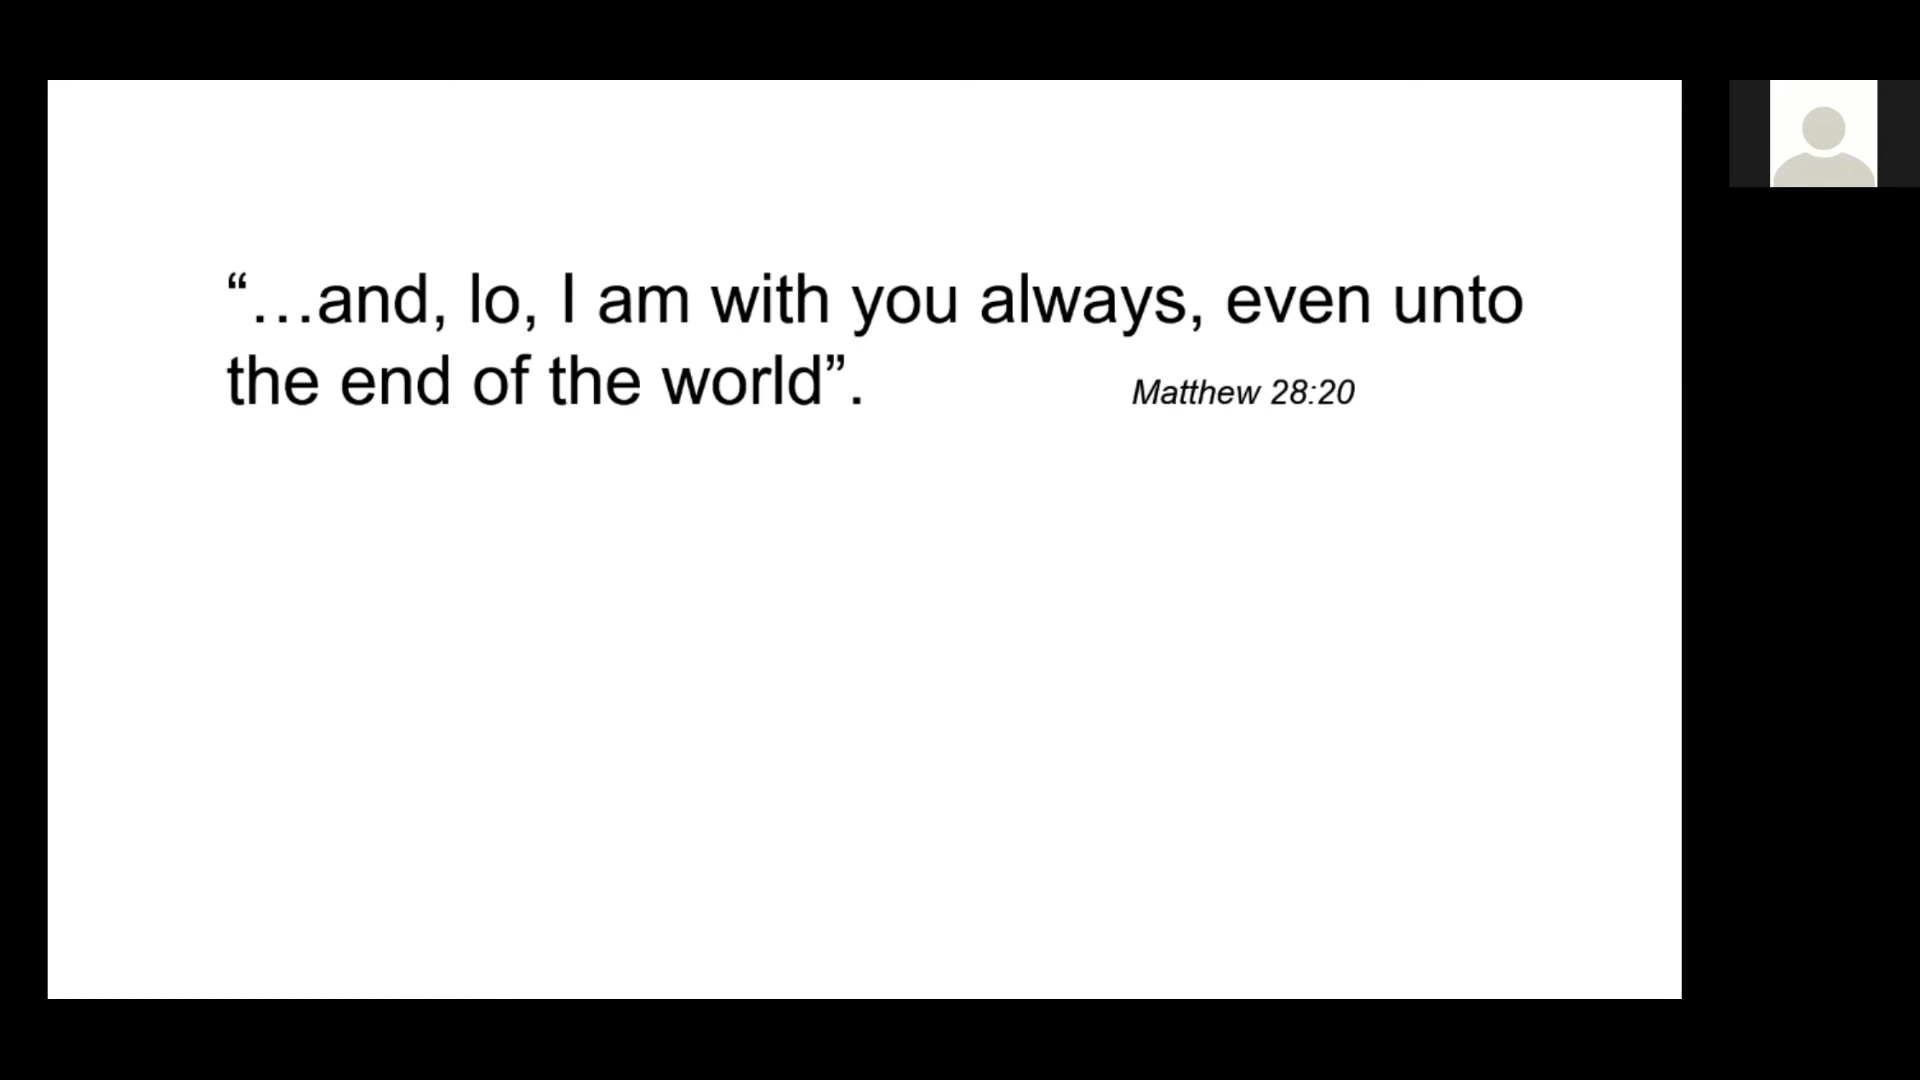 “…and, lo, I am with you always, even unto
the end of the world”. Matthew 28:20